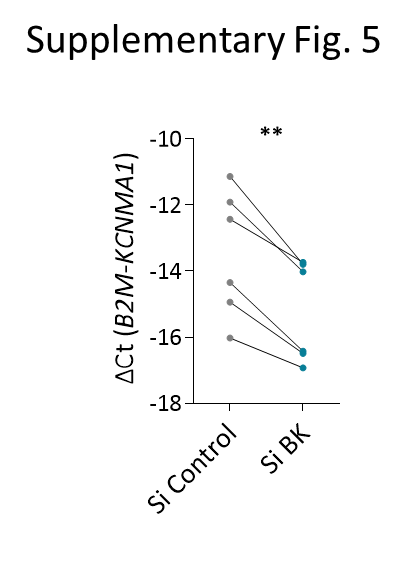 Supplementary Fig. 5
**
-10
-12
-14
-16
-18
ΔCt (B2M-KCNMA1)
Si Control
Si BK